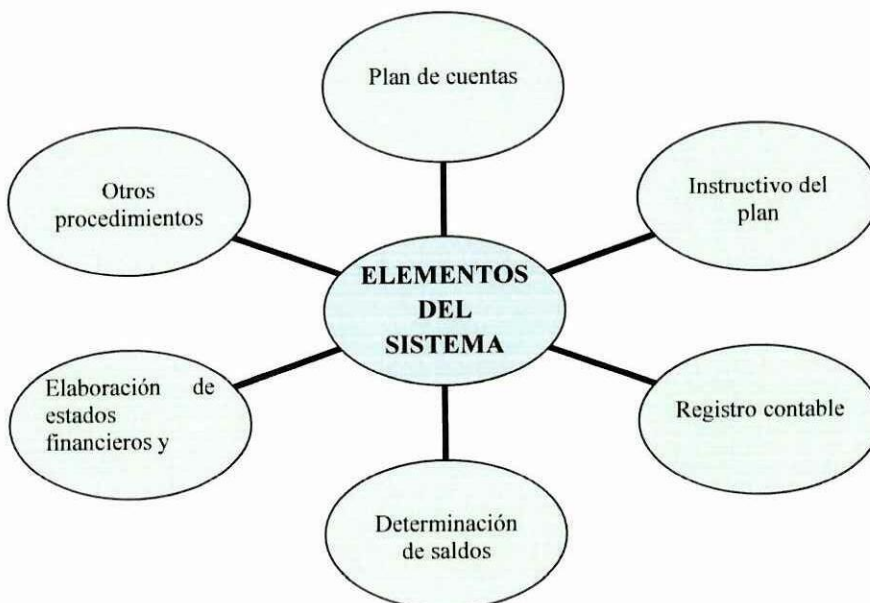 Plan de cuentas
Otros
procedimientos
Instructivo del
plan
ELEMENTOS
DEL
SISTEMA
Elaboración de
estados
financieros y
Registro contable
Determinación
de saldos